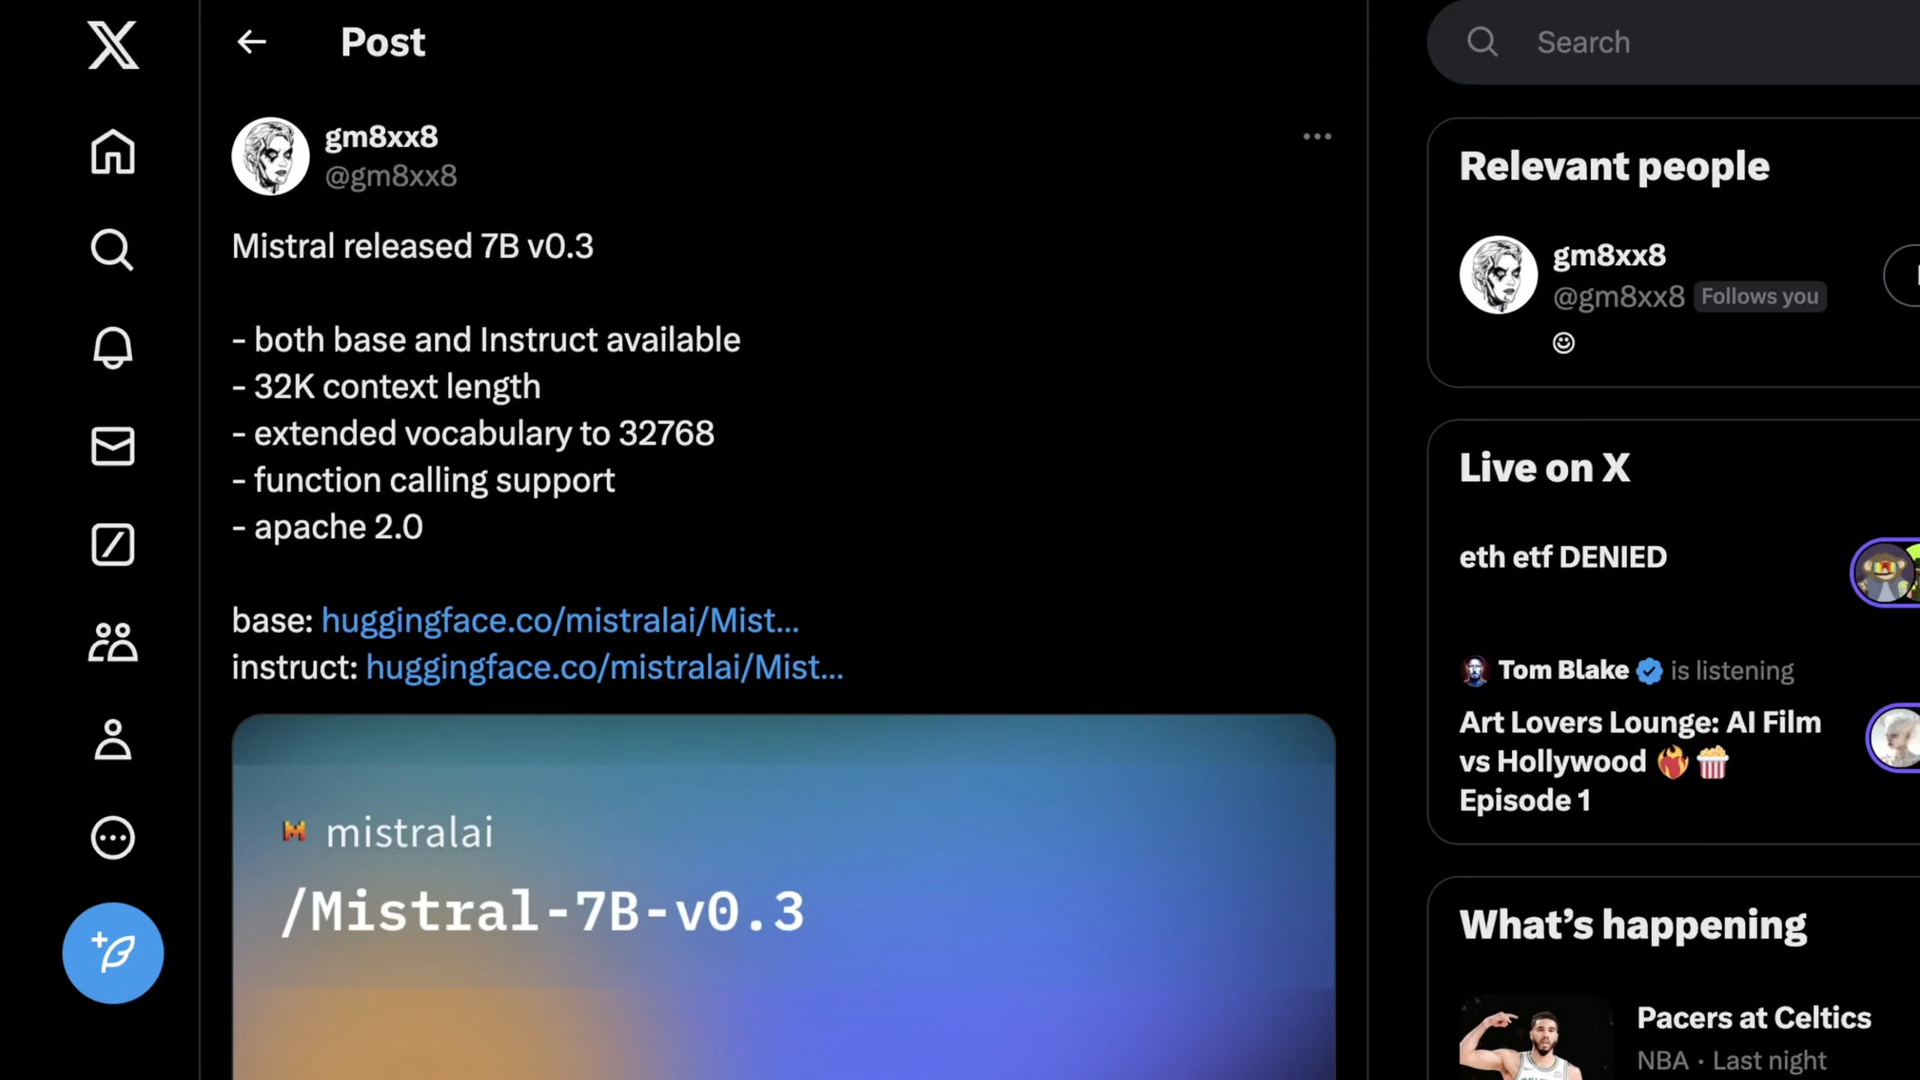 Post
gm8xx8
@gm8xx8
Mistral released 7B v0.3
- both base and Instruct available
- 32K context length
- extended vocabulary to 32768
- function calling support
- apache 2.0
base: huggingface.co/mistralai/Mist...
instruct: huggingface.co/mistralai/Mist...
mistralai
/Mistral-7B-v0.3
Search
Relevant people
gm8xx8
@gm8xx8 Follows you
Live on X
eth etf DENIED
Tom Blake is listening
Art Lovers Lounge: AI Film
vs Hollywood ❤️‍🔥🍿
Episode 1
What’s happening
Pacers at Celtics
NBA · Last night